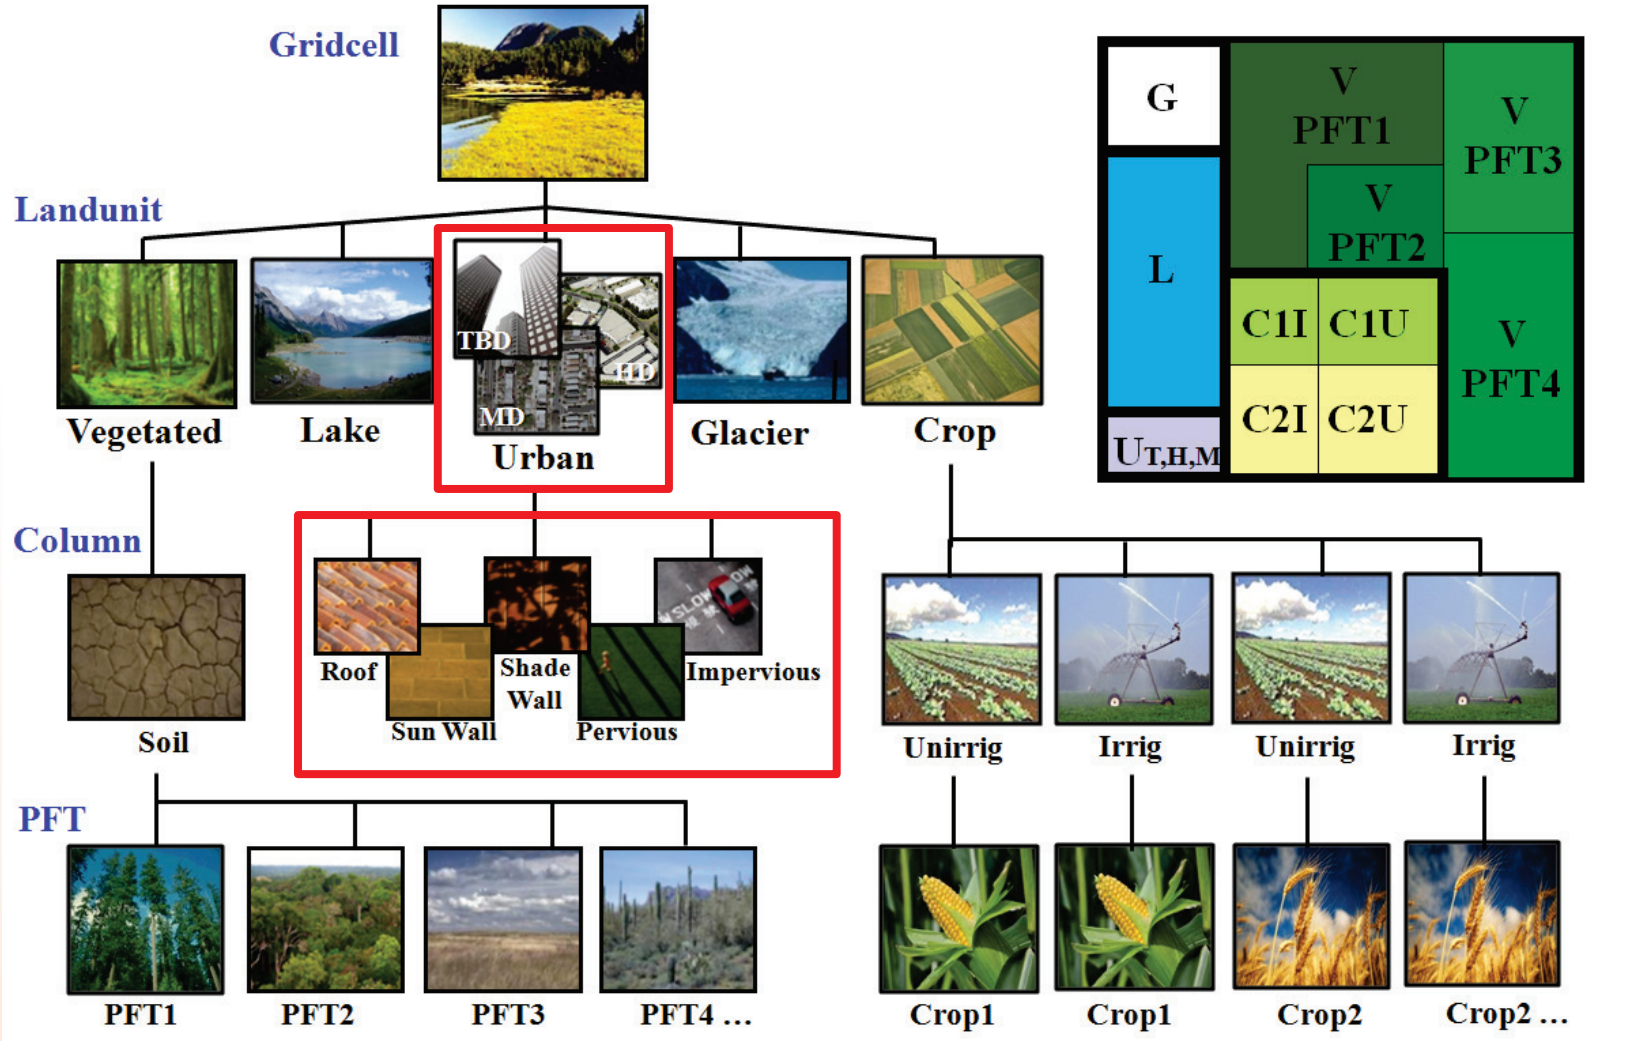 Gridcell
Landunit
TBD
HD
MD
Vegetated
Lake
Urban
Glacier
Crop
G
L
UT,H,M
V
PFT1
V
PFT2
V
PFT3
V
PFT4
C1I
C1U
C2I
C2U
Column
SLOW
OW
Soil
Roof
Sun Wall
Shade
Wall
Pervious
Impervious
Unirrig
Irrig
Unirrig
Irrig
PFT
PFT1
PFT2
PFT3
PFT4 ...
Crop1
Crop1
Crop2
Crop2 ...